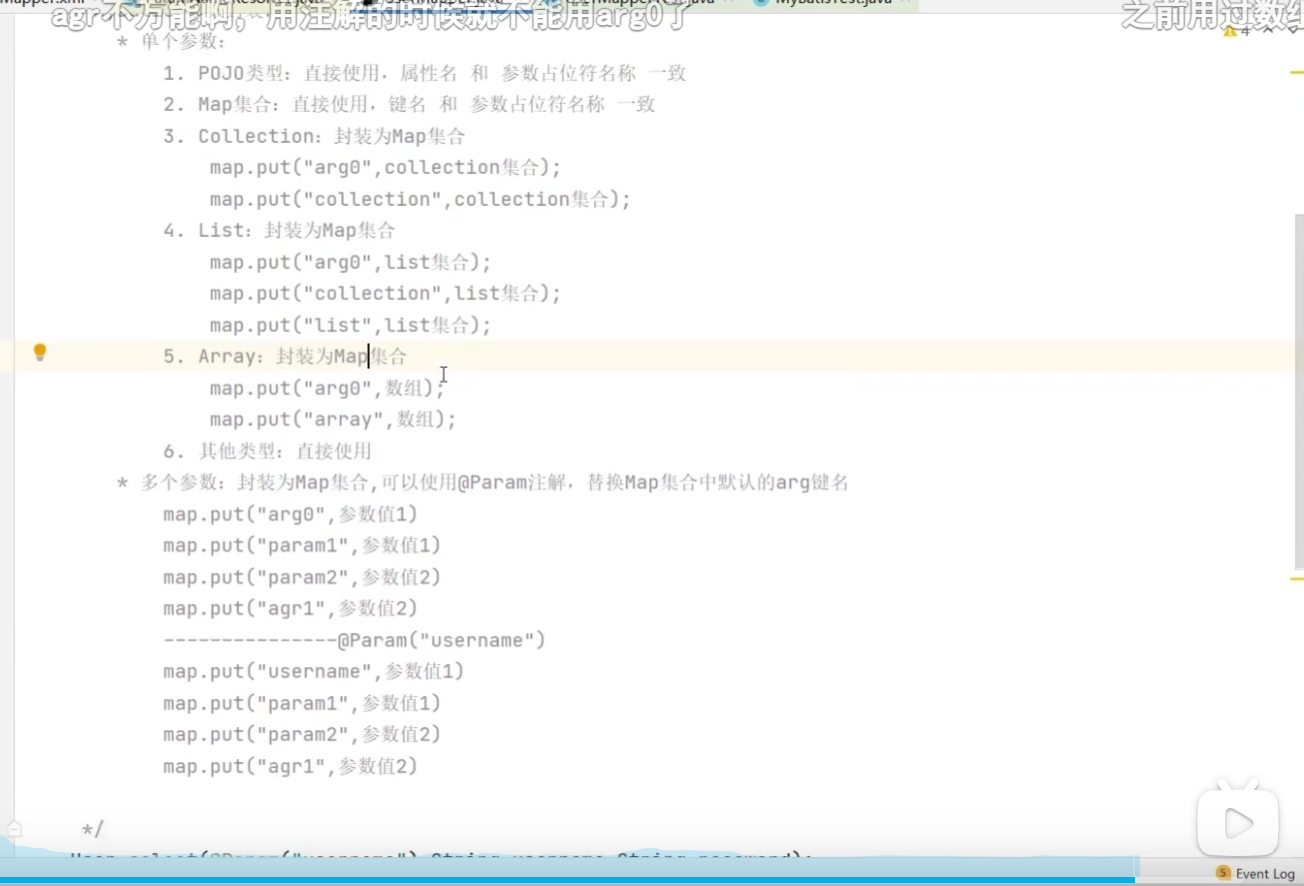 agr不万能啊，用注解的时候就不能用arg0了
之前用过数组
4
* 单个参数：
1. POJO类型：直接使用，属性名 和 参数占位符名称 一致
2. Map集合：直接使用，键名 和 参数占位符名称 一致
3. Collection：封装为Map集合
map.put("arg0",collection集合);
map.put("collection",collection集合);
4. List：封装为Map集合
map.put("arg0",list集合);
map.put("collection",list集合);
map.put("list",list集合);
5. Array：封装为Map集合
map.put("arg0",数组);
map.put("array",数组);
6. 其他类型：直接使用
* 多个参数：封装为Map集合,可以使用@Param注解，替换Map集合中默认的arg键名
map.put("arg0",参数值1)
map.put("param1",参数值1)
map.put("param2",参数值2)
map.put("agr1",参数值2)
---------------@Param("username")
map.put("username",参数值1)
map.put("param1",参数值1)
map.put("param2",参数值2)
map.put("agr1",参数值2)
*/
User select(@Param("username") String username,String password);
Event Log